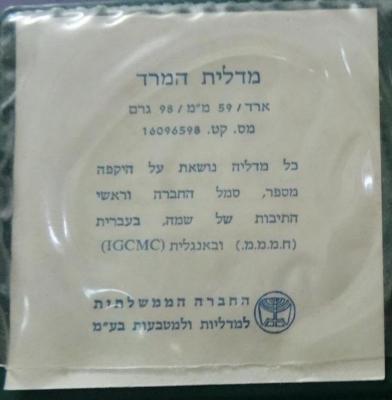 מדלית המרד
ארד / 59 מ"מ / 98 גרם
מס. קט. 16096598
כל מדליה נושאת על היקפה
מספר, סמל החברה וראשי
התיבות של שמה, בעברית
(ח.מ.מ.מ.) ובאנגלית (IGCMC)
החברה הממשלתית
למדליות ולמטבעות בע"מ